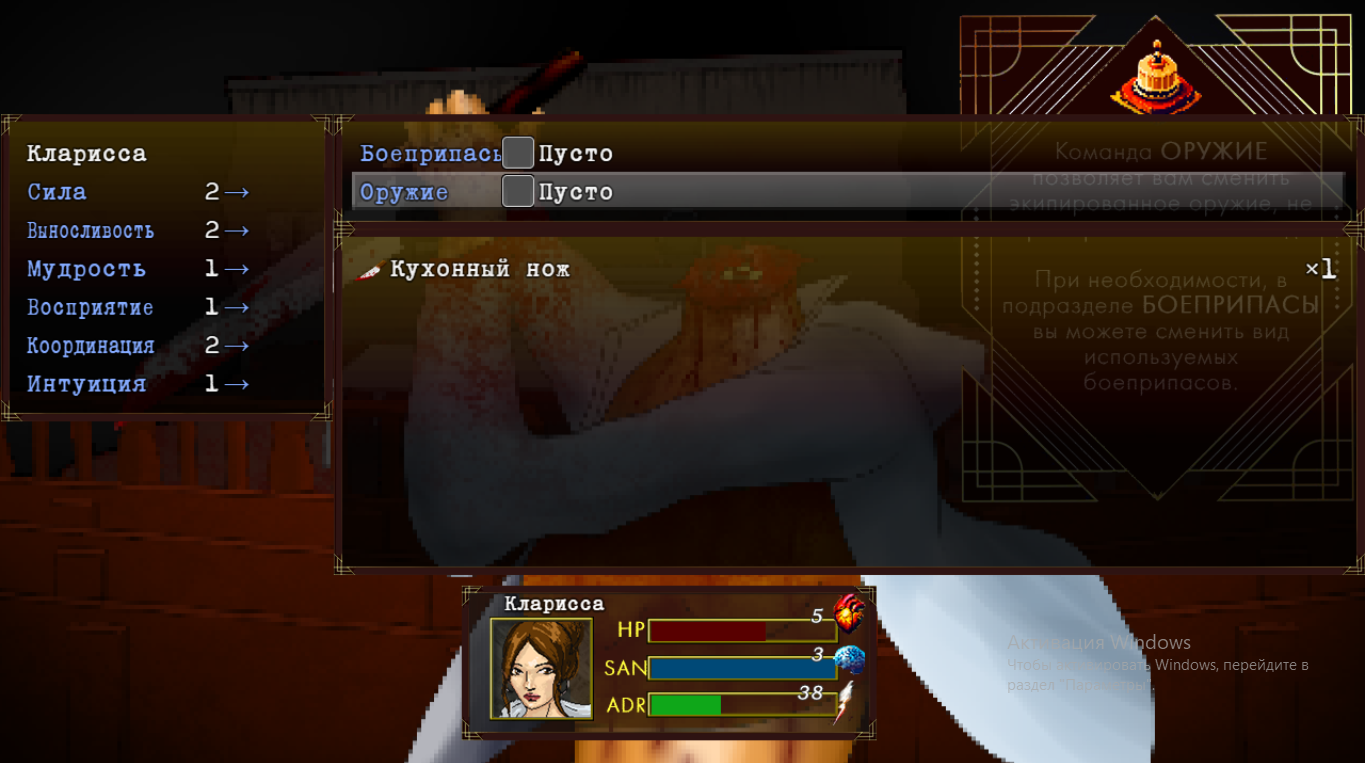 Кларисса
Сила 2→
Выносливость 2→
Мудрость 1→
Восприятие 1→
Координация 2→
Интуиция 1→
Боеприпасы Пусто
Оружие Пусто
Кухонный нож ×1
Команда ОРУЖИЕ
позволяет вам сменить
экипированное оружие, не
При необходимости, в
подразделе БОЕПРИПАСЫ
вы можете сменить вид
используемых
боеприпасов.
Кларисса
HP 5
SAN 3
ADR 38
Активация Windows
Чтобы активировать Windows, перейдите в
раздел "Параметры".